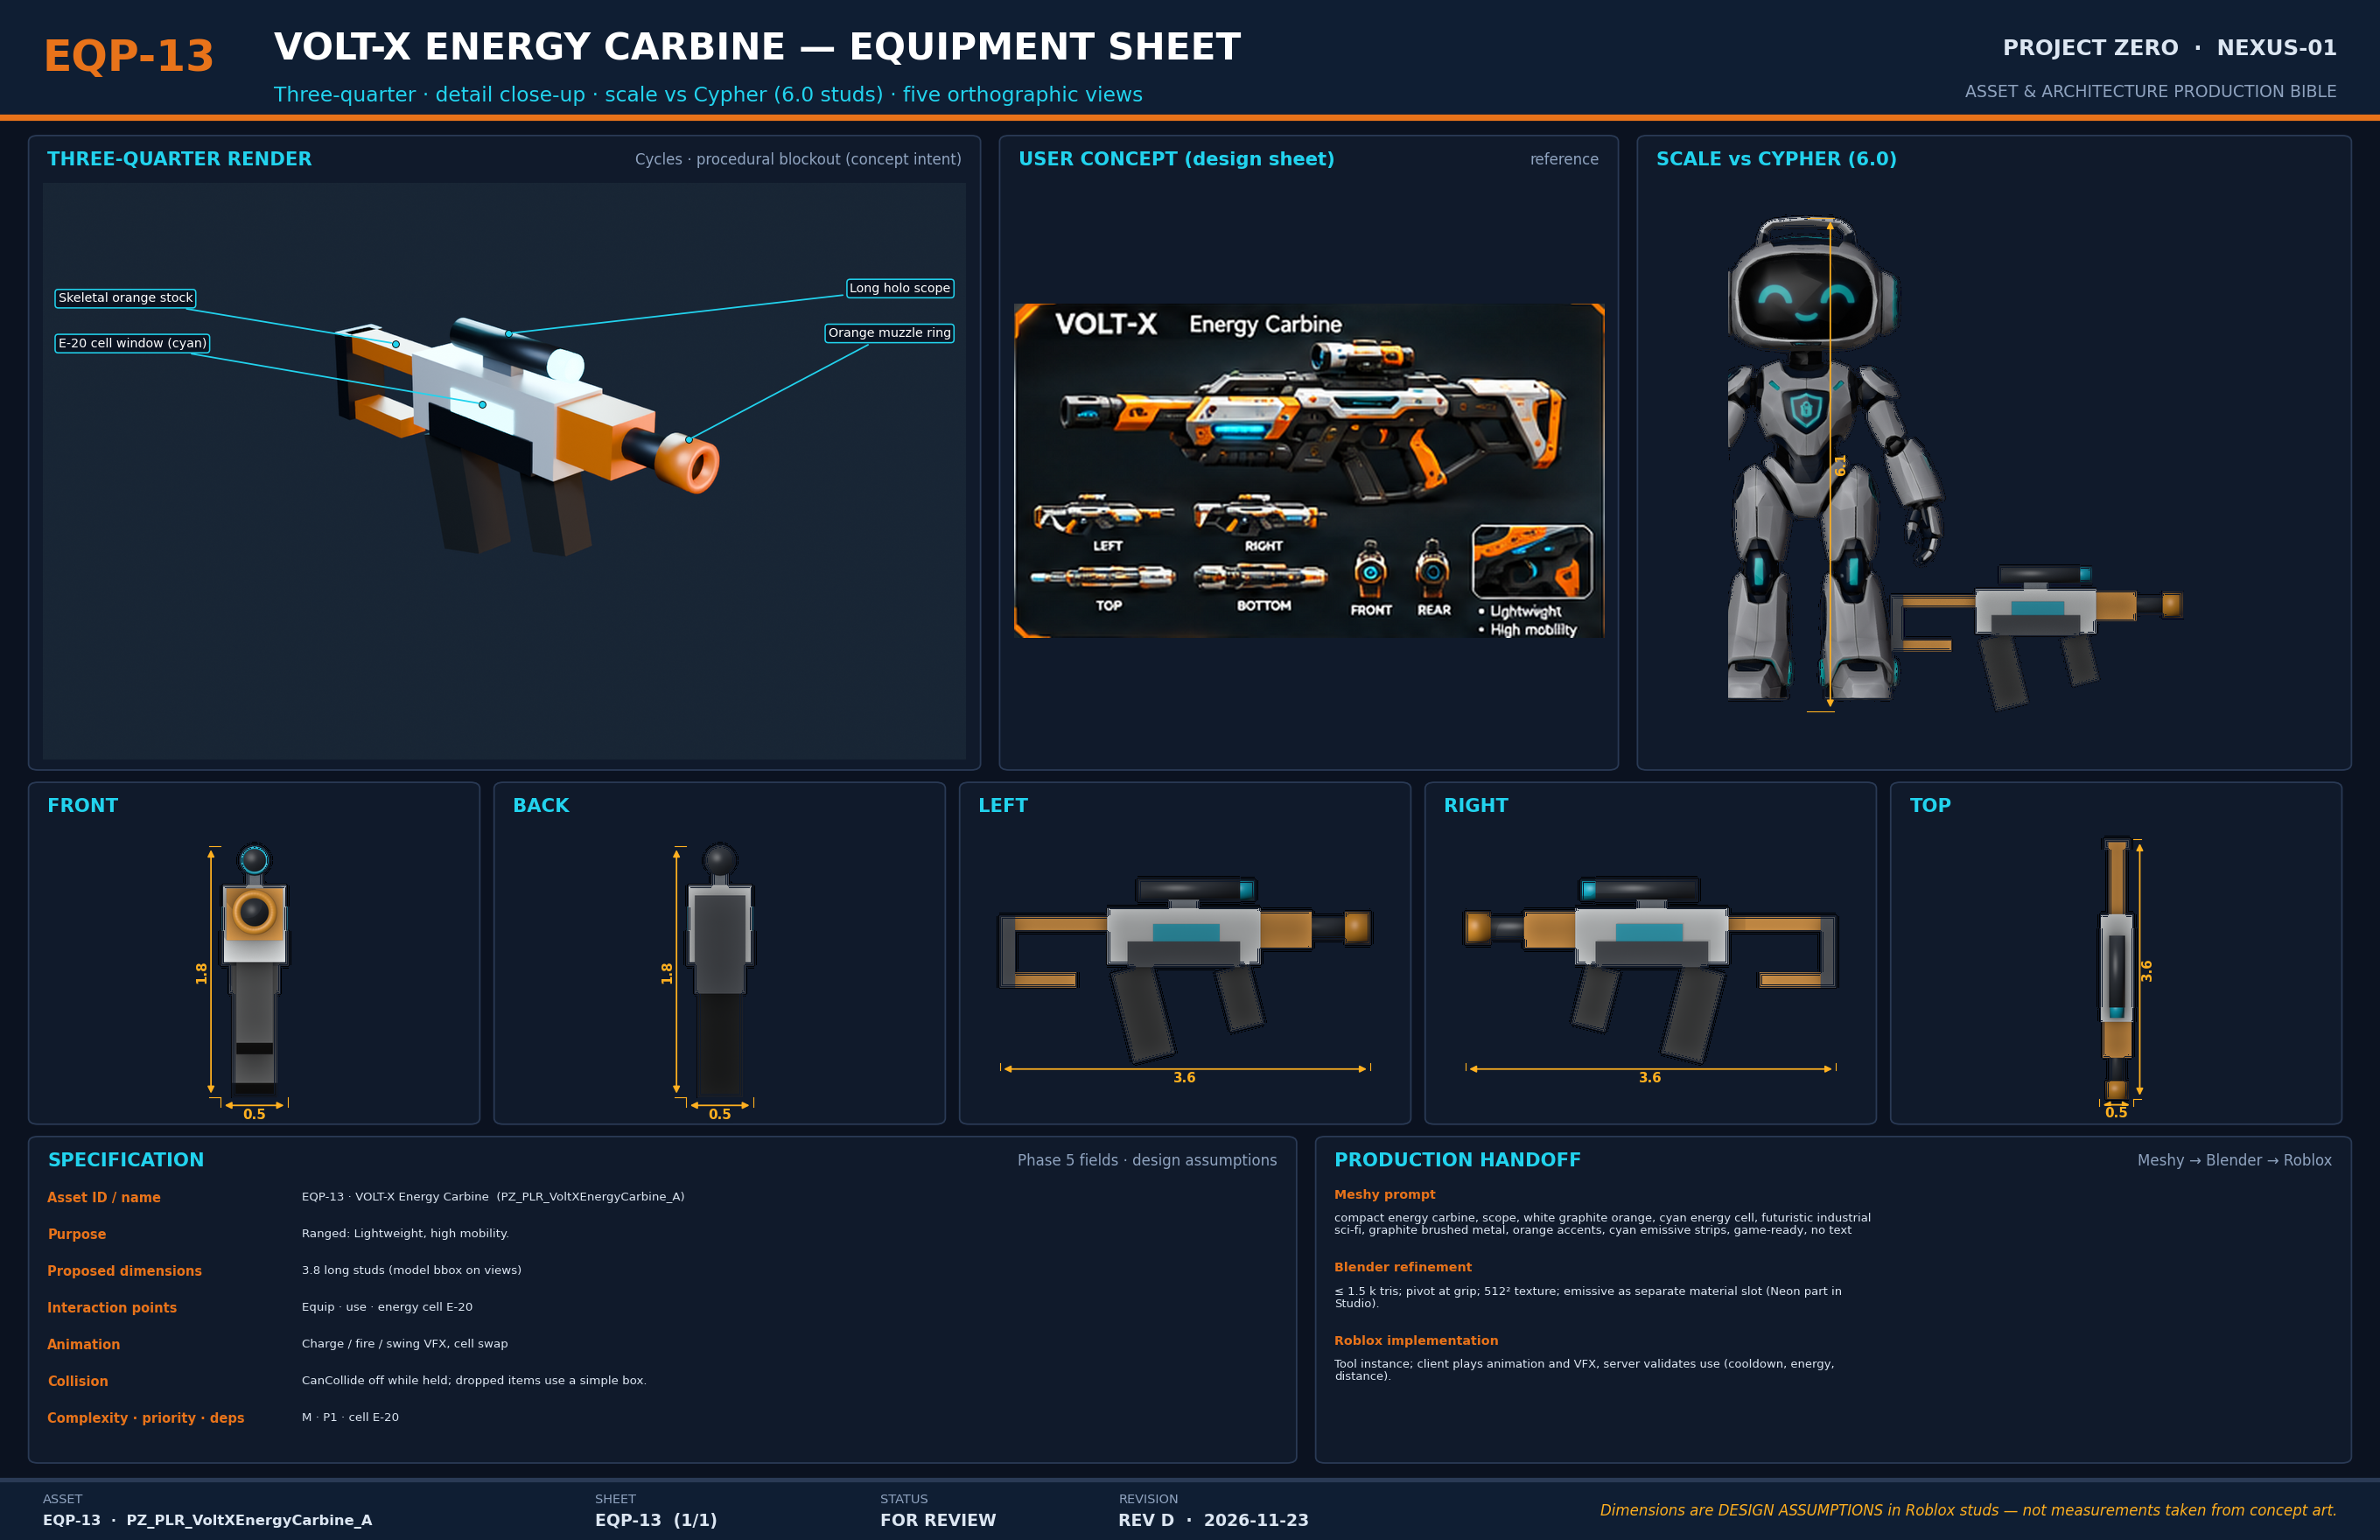 EQP-13
VOLT-X ENERGY CARBINE — EQUIPMENT SHEET
Three-quarter · detail close-up · scale vs Cypher (6.0 studs) · five orthographic views
PROJECT ZERO · NEXUS-01
ASSET & ARCHITECTURE PRODUCTION BIBLE
THREE-QUARTER RENDER
Cycles · procedural blockout (concept intent)
Skeletal orange stock
E-20 cell window (cyan)
Long holo scope
Orange muzzle ring
USER CONCEPT (design sheet)
reference
VOLT-X Energy Carbine
LEFT
RIGHT
TOP
BOTTOM
FRONT
REAR
• Lightweight
• High mobility
SCALE vs CYPHER (6.0)
6.1
FRONT
1.8
0.5
BACK
1.8
0.5
LEFT
3.6
RIGHT
3.6
TOP
3.6
0.5
SPECIFICATION
Phase 5 fields · design assumptions
Asset ID / name
EQP-13 · VOLT-X Energy Carbine (PZ_PLR_VoltXEnergyCarbine_A)
Purpose
Ranged: Lightweight, high mobility.
Proposed dimensions
3.8 long studs (model bbox on views)
Interaction points
Equip · use · energy cell E-20
Animation
Charge / fire / swing VFX, cell swap
Collision
CanCollide off while held; dropped items use a simple box.
Complexity · priority · deps
M · P1 · cell E-20
PRODUCTION HANDOFF
Meshy → Blender → Roblox
Meshy prompt
compact energy carbine, scope, white graphite orange, cyan energy cell, futuristic industrial
sci-fi, graphite brushed metal, orange accents, cyan emissive strips, game-ready, no text
Blender refinement
≤ 1.5 k tris; pivot at grip; 512² texture; emissive as separate material slot (Neon part in
Studio).
Roblox implementation
Tool instance; client plays animation and VFX, server validates use (cooldown, energy,
distance).
ASSET
EQP-13 · PZ_PLR_VoltXEnergyCarbine_A
SHEET
EQP-13 (1/1)
STATUS
FOR REVIEW
REVISION
REV D · 2026-11-23
Dimensions are DESIGN ASSUMPTIONS in Roblox studs — not measurements taken from concept art.